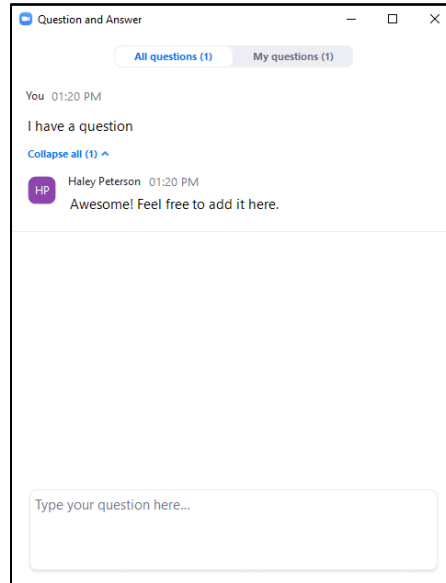 Question and Answer
All questions (1) My questions (1)
You 01:20 PM
I have a question
Collapse all (1)
HP
Haley Peterson 01:20 PM
Awesome! Feel free to add it here.
Type your question here...